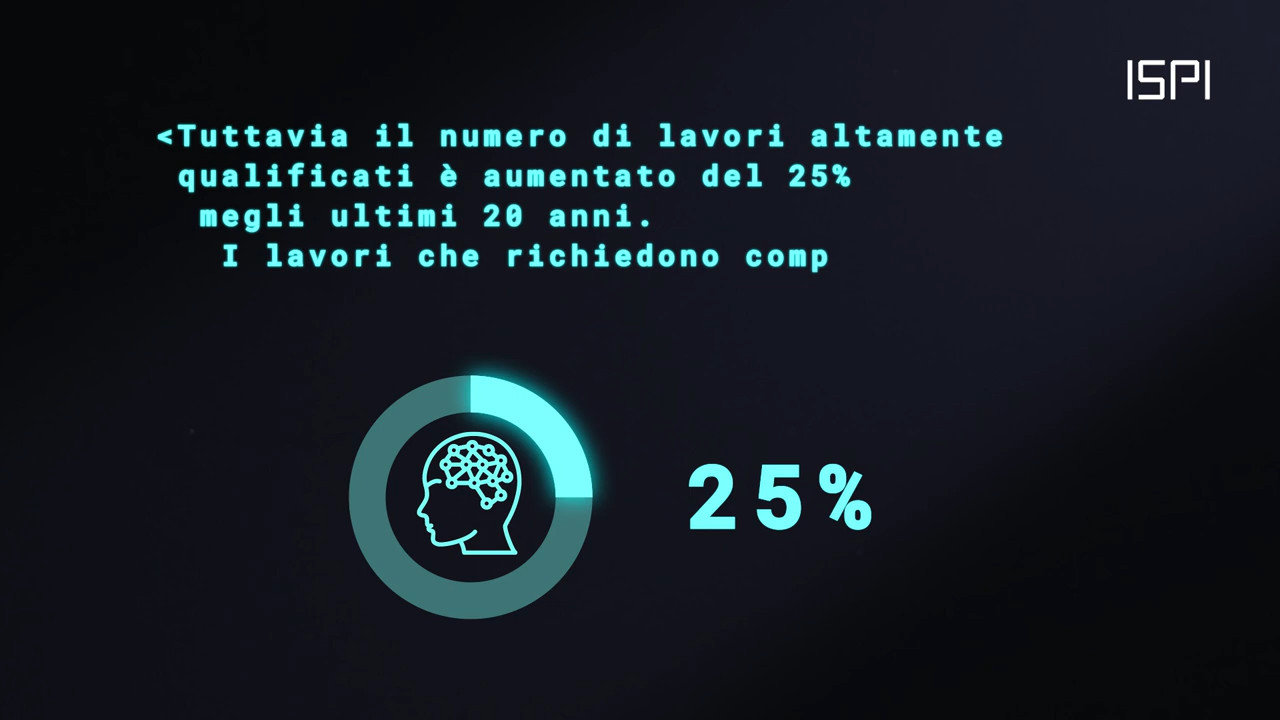 ISPI
<Tuttavia il numero di lavori altamente
qualificati è aumentato del 25%
megli ultimi 20 anni.
I lavori che richiedono comp
25%